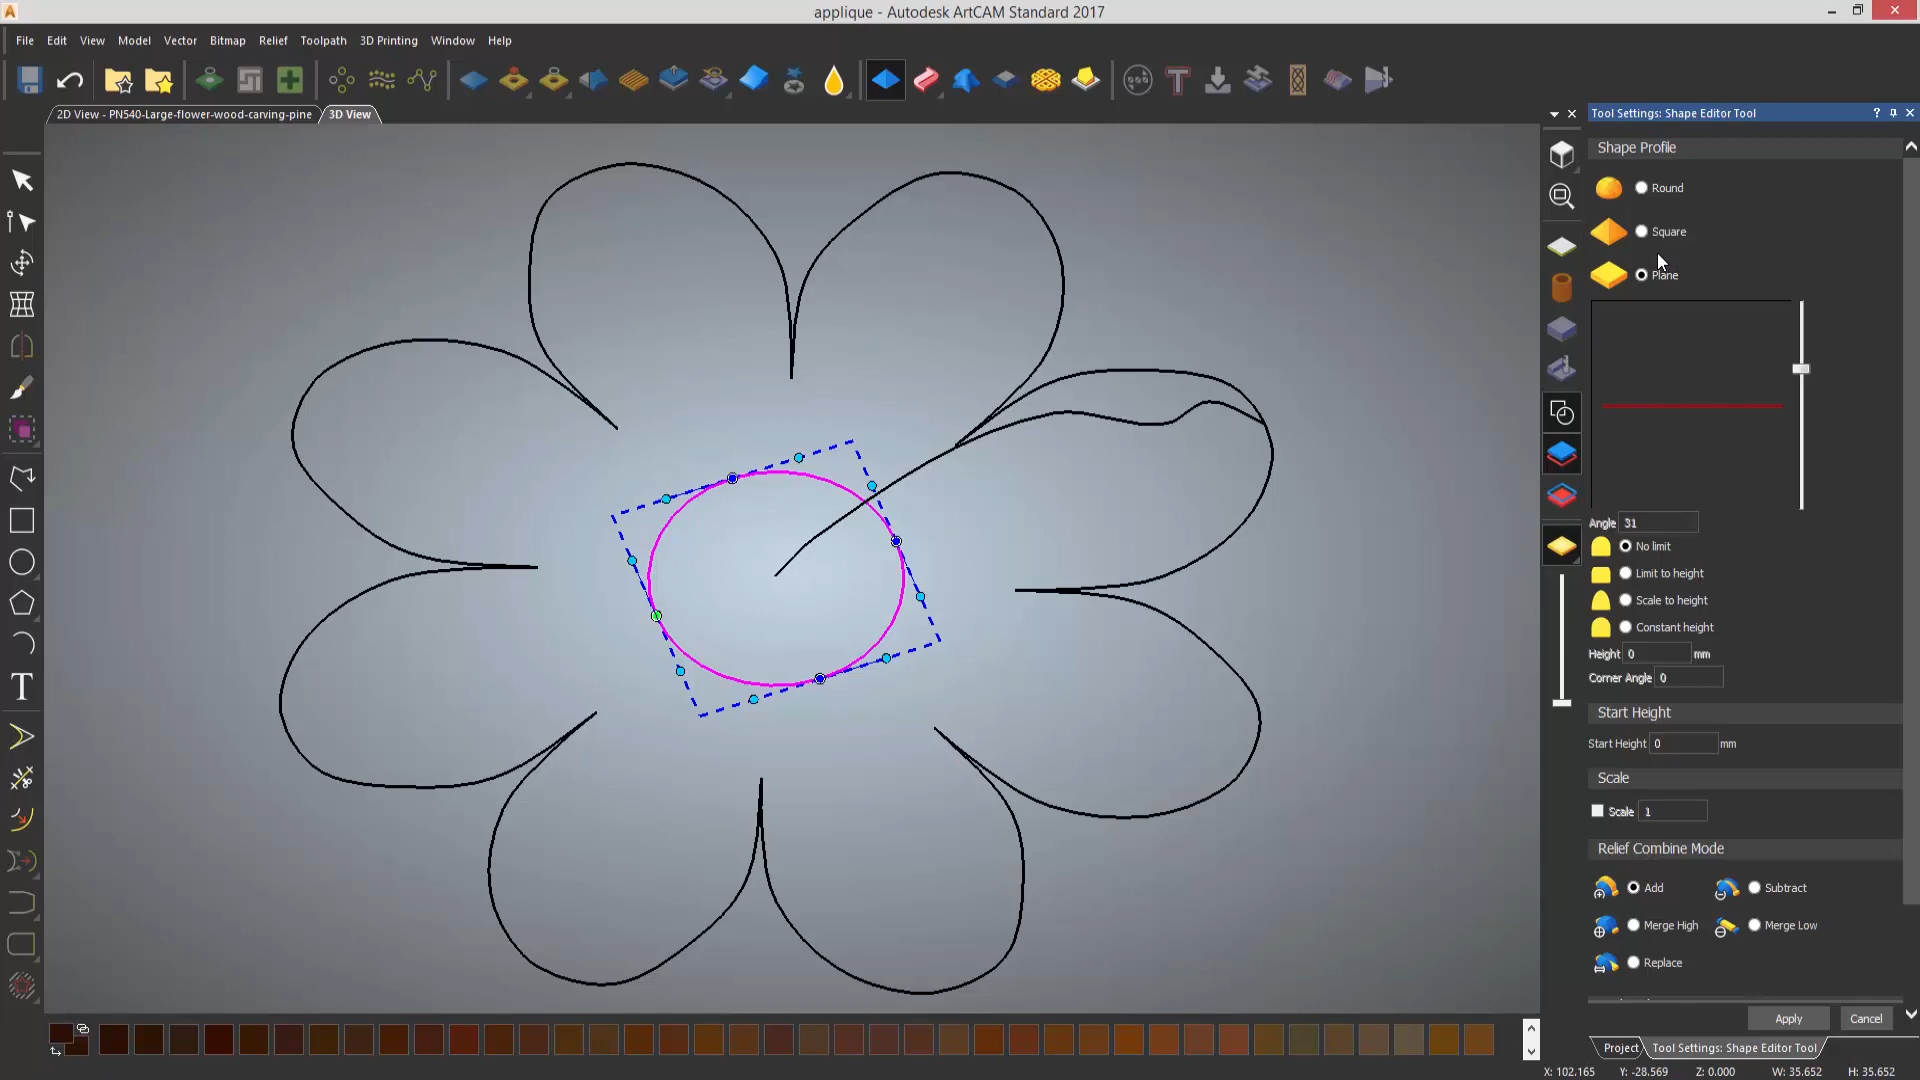 applique - Autodesk ArtCAM Standard 2017
File Edit View Model Vector Bitmap Relief Toolpath 3D Printing Window Help
2D View - PN540-Large-flower-wood-carving-pine 3D View
Tool Settings: Shape Editor Tool
Shape Profile
Round
Square
Plane
Angle 31
No limit
Limit to height
Scale to height
Constant height
Height 0 mm
Corner Angle 0
Start Height
Start Height 0 mm
Scale
Scale 1
Relief Combine Mode
Add Subtract
Merge High Merge Low
Replace
Apply Cancel
Project Tool Settings: Shape Editor Tool
X: 102.165 Y: -28.569 Z: 0.000 W: 35.652 H: 35.652